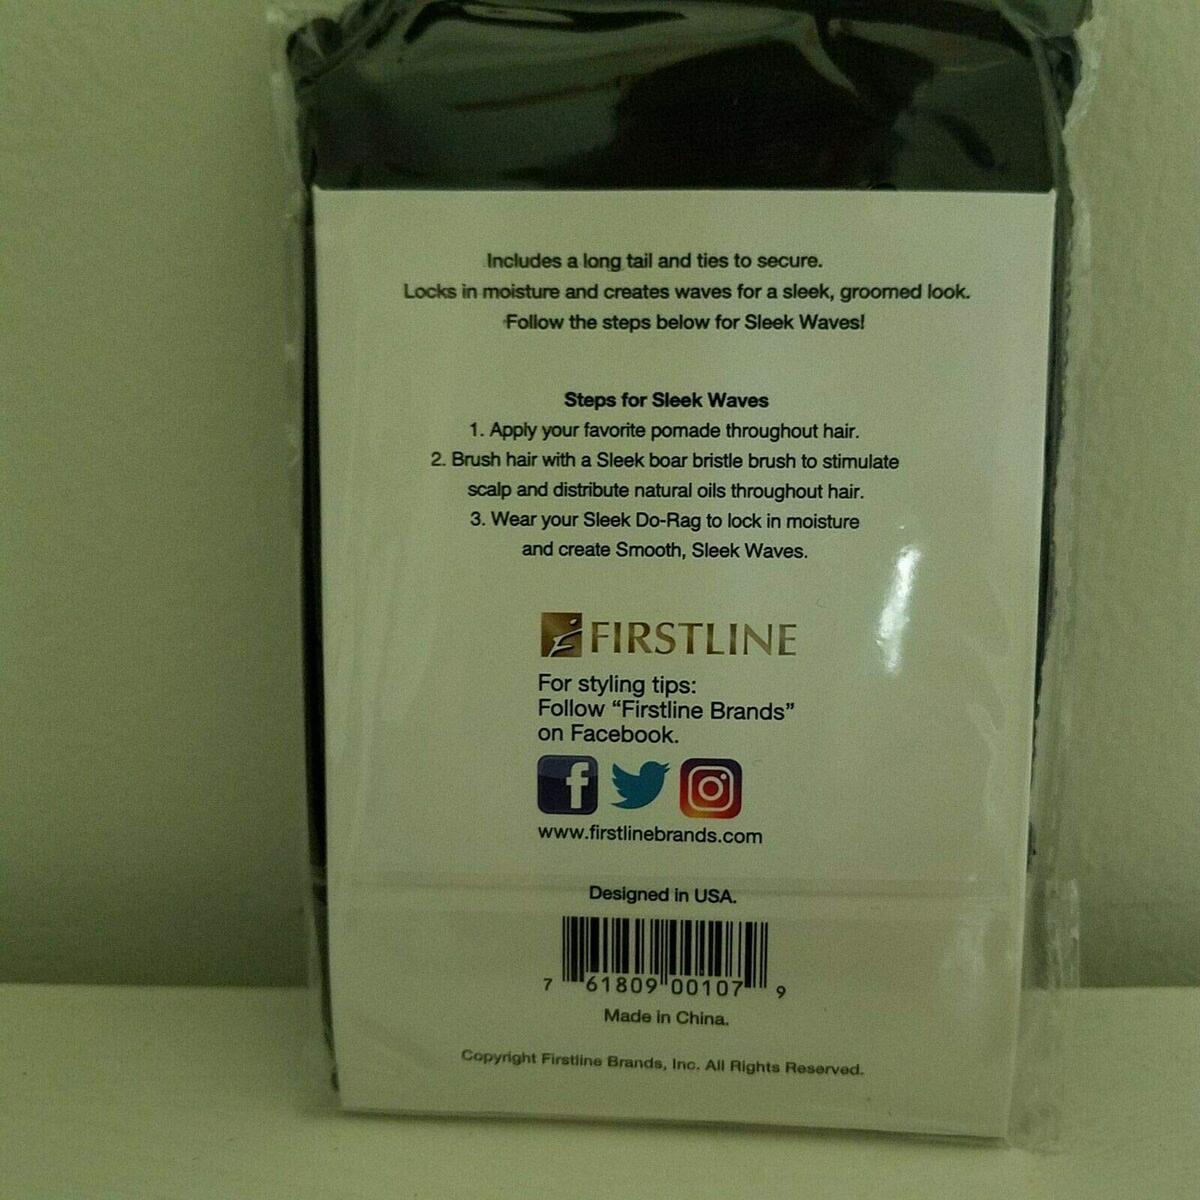 Includes a long tail and ties to secure.
Locks in moisture and creates waves for a sleek, groomed look.
Follow the steps below for Sleek Waves!
Steps for Sleek Waves
1. Apply your favorite pomade throughout hair.
2. Brush hair with a Sleek boar bristle brush to stimulate
scalp and distribute natural oils throughout hair.
3. Wear your Sleek Do-Rag to lock in moisture
and create Smooth, Sleek Waves.
FIRSTLINE
For styling tips:
Follow “Firstline Brands”
on Facebook.
www.firstlinebrands.com
Designed in USA.
7 61809 00107 9
Made in China.
Copyright Firstline Brands, Inc. All Rights Reserved.